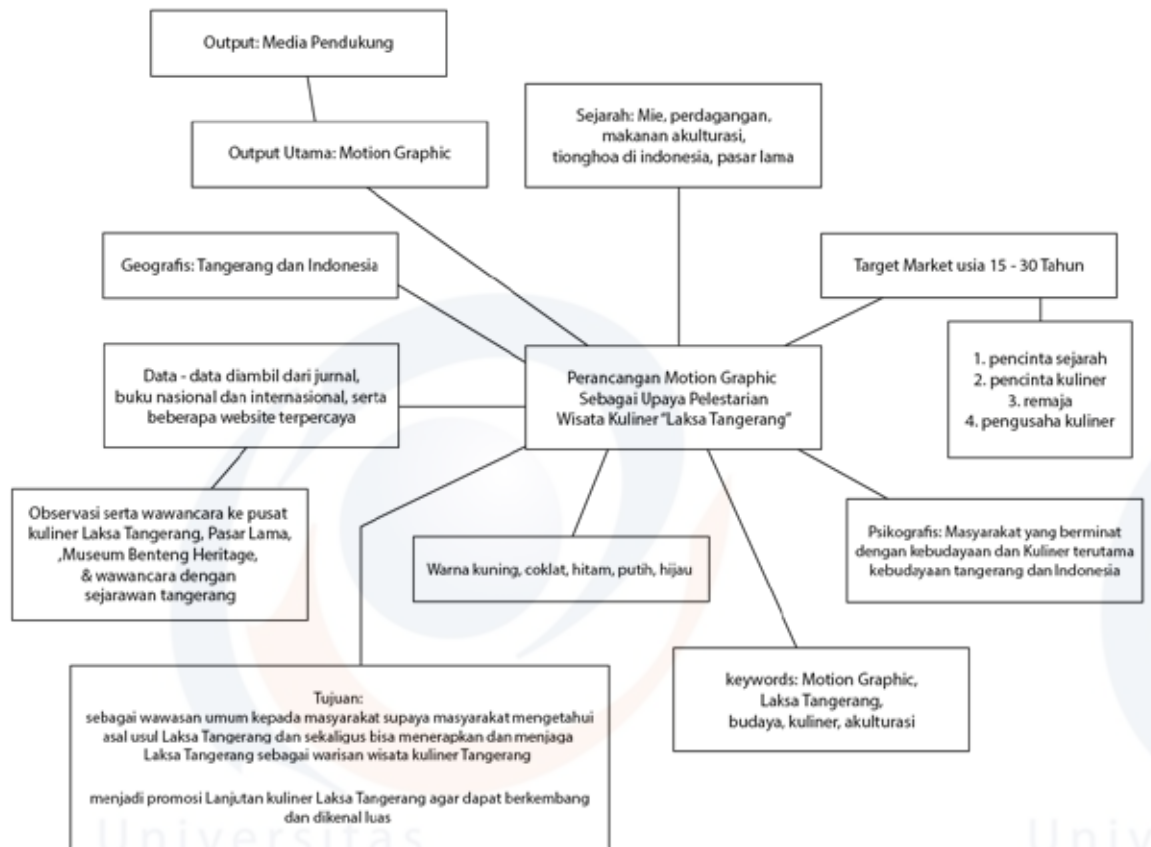 Output: Media Pendukung
Output Utama: Motion Graphic
Sejarah: Mie, perdagangan,
makanan akulturasi,
tionghoa di indonesia, pasar lama
Geografis: Tangerang dan Indonesia
Target Market usia 15 - 30 Tahun
1. pencinta sejarah
2. pencinta kuliner
3. remaja
4. pengusaha kuliner
Data - data diambil dari jurnal,
buku nasional dan internasional, serta
beberapa website terpercaya
Perancangan Motion Graphic
Sebagai Upaya Pelestarian
Wisata Kuliner "Laksa Tangerang"
Observasi serta wawancara ke pusat
kuliner Laksa Tangerang, Pasar Lama,
,Museum Benteng Heritage,
& wawancara dengan
sejarawan tangerang
Warna kuning, coklat, hitam, putih, hijau
Psikografis: Masyarakat yang berminat
dengan kebudayaan dan Kuliner terutama
kebudayaan tangerang dan Indonesia
keywords: Motion Graphic,
Laksa Tangerang,
budaya, kuliner, akulturasi
Tujuan:
sebagai wawasan umum kepada masyarakat supaya masyarakat mengetahui
asal usul Laksa Tangerang dan sekaligus bisa menerapkan dan menjaga
Laksa Tangerang sebagai warisan wisata kuliner Tangerang
menjadi promosi Lanjutan kuliner Laksa Tangerang agar dapat berkembang
dan dikenal luas
Universitas
Univ